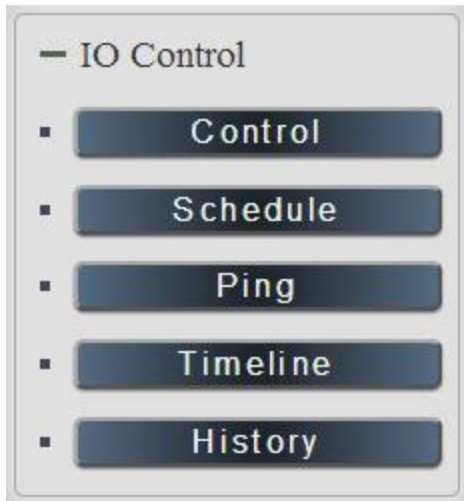 IO Control
Control
Schedule
Ping
Timeline
History